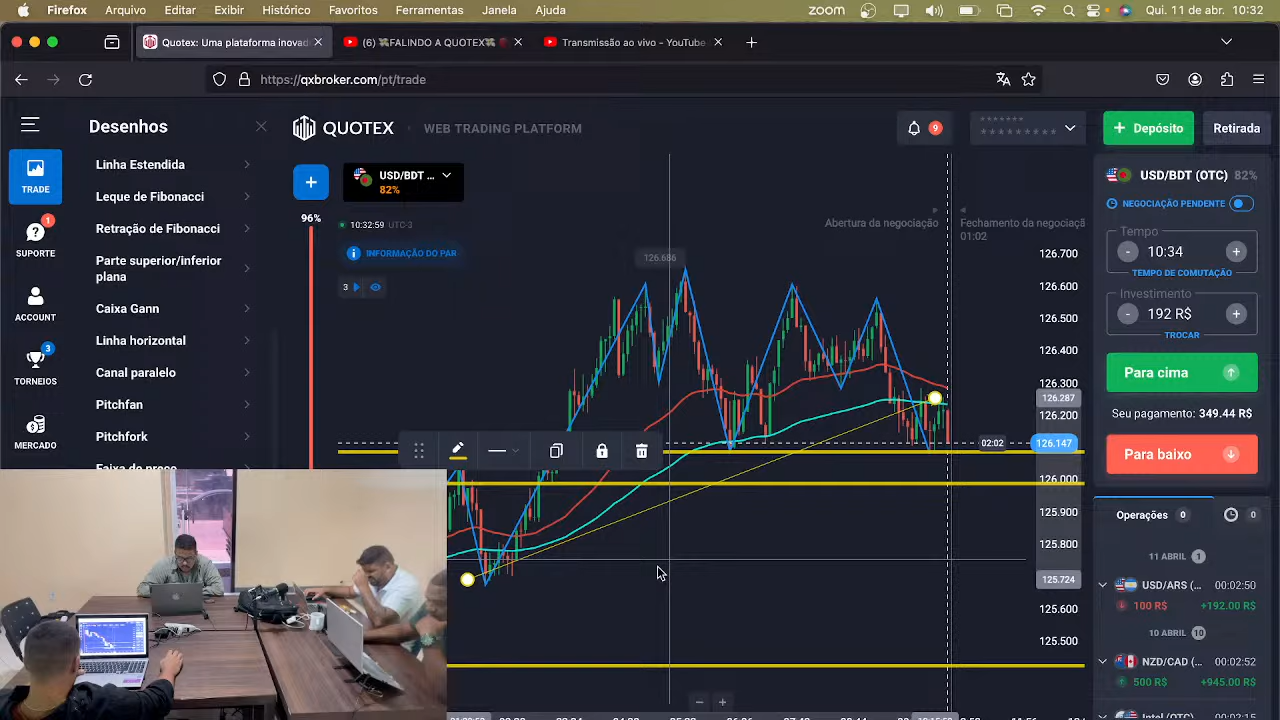 Firefox Arquivo Editar Exibir Histórico Favoritos Ferramentas Janela Ajuda zoom Qui. 11 de abr. 10:32
Quotex: Uma plataforma inovad
(6) FALINDO A QUOTEX
Transmissão ao vivo - YouTube
https://qxbroker.com/pt/trade
Desenhos
QUOTEX
WEB TRADING PLATFORM
9
******* 
*********
+ Depósito
Retirada
TRADE
SUPORTE
1
ACCOUNT
TORNEIOS
3
MERCADO
Linha Estendida
Leque de Fibonacci
Retração de Fibonacci
Parte superior/inferior
plana
Caixa Gann
Linha horizontal
Canal paralelo
Pitchfan
Pitchfork
+
USD/BDT ...
82%
96%
10:32:59 UTC-3
INFORMAÇÃO DO PAR
3
126.686
Abertura da negociação
Fechamento da negociaçã
01:02
126.700
126.600
126.500
126.400
126.300
126.287
126.200
02:02
126.147
126.000
125.900
125.800
125.724
125.600
125.500
USD/BDT (OTC) 82%
NEGOCIAÇÃO PENDENTE
Tempo
- 10:34 +
TEMPO DE COMUTAÇÃO
Investimento
- 192 R$ +
TROCAR
Para cima
Seu pagamento: 349.44 R$
Para baixo
Operações 0
0
11 ABRIL 1
USD/ARS (... 00:02:50
100 R$ +192.00 R$
10 ABRIL 10
NZD/CAD (... 00:02:52
500 R$ +945.00 R$